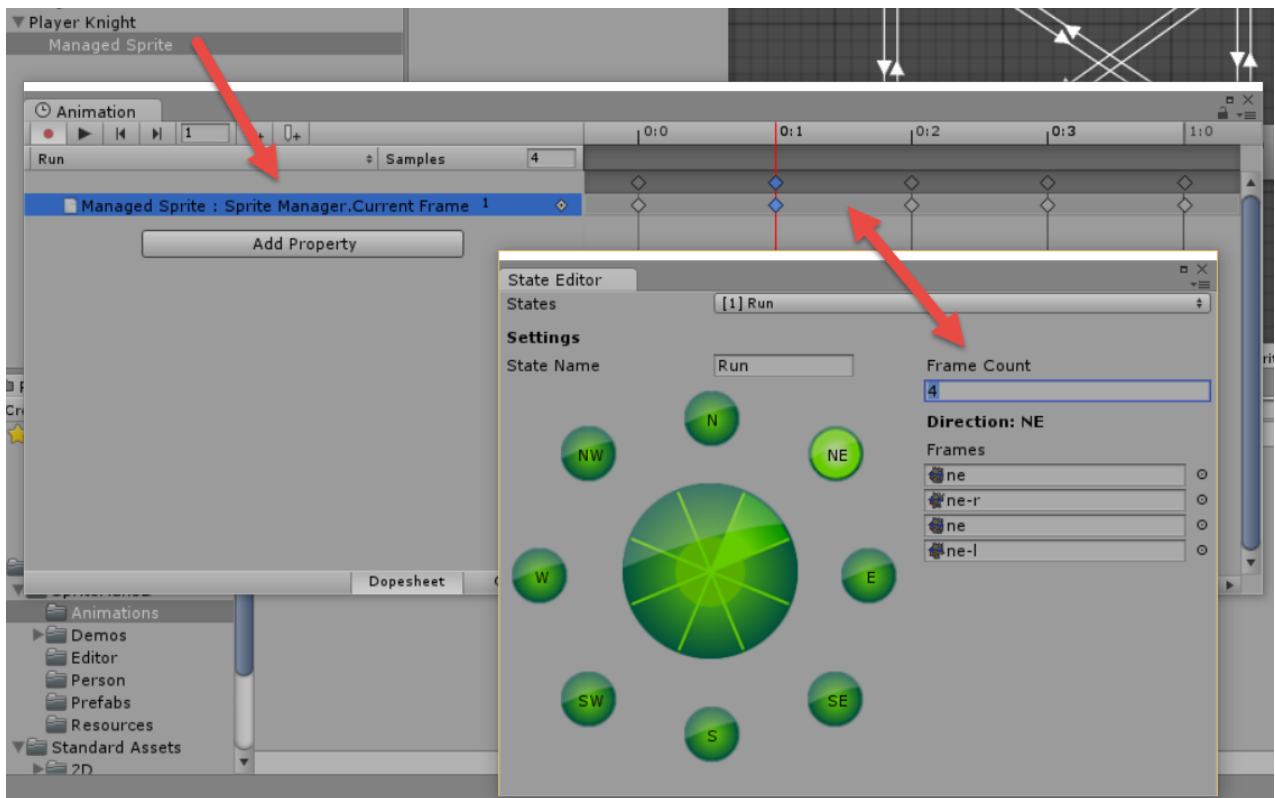 Player Knight
Managed Sprite
Animation
1
0:0 0:1 0:2 0:3 1:0
Run Samples 4
Managed Sprite : Sprite Manager.Current Frame 1
Add Property
State Editor
States [1] Run
Settings
State Name Run Frame Count
4
N
Direction: NE
NW NE Frames
ne
ne-r
ne
ne-l
W E
Dopesheet
Animations
Demos
Editor
Person
SW SE
Prefabs
Resources
S
Standard Assets
2D